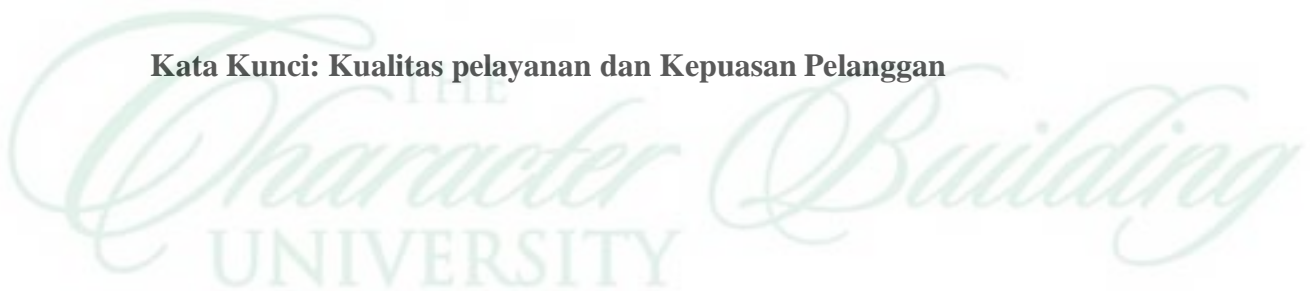 Kata Kunci: Kualitas pelayanan dan Kepuasan Pelanggan
THE
Character Building
UNIVERSITY